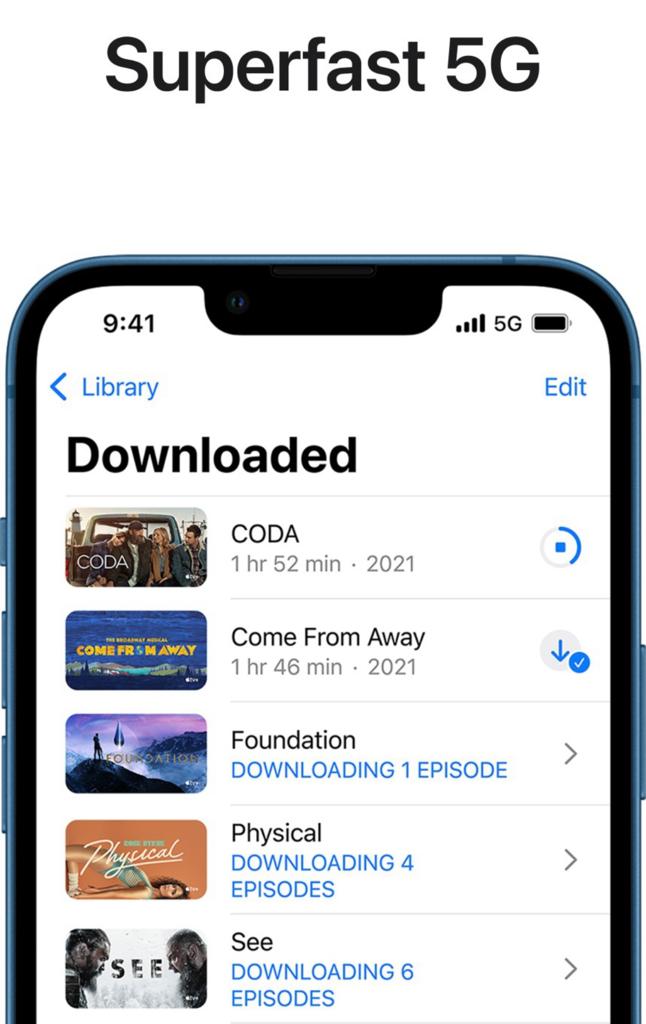 Superfast 5G
9:41
5G
Library
Edit
Downloaded
CODA
CODA
1 hr 52 min · 2021
THE BROADWAY MUSICAL
COME FROM AWAY
Come From Away
1 hr 46 min · 2021
FOUNDATION
Foundation
DOWNLOADING 1 EPISODE
Physical
Physical
DOWNLOADING 4
EPISODES
SEE
See
DOWNLOADING 6
EPISODES